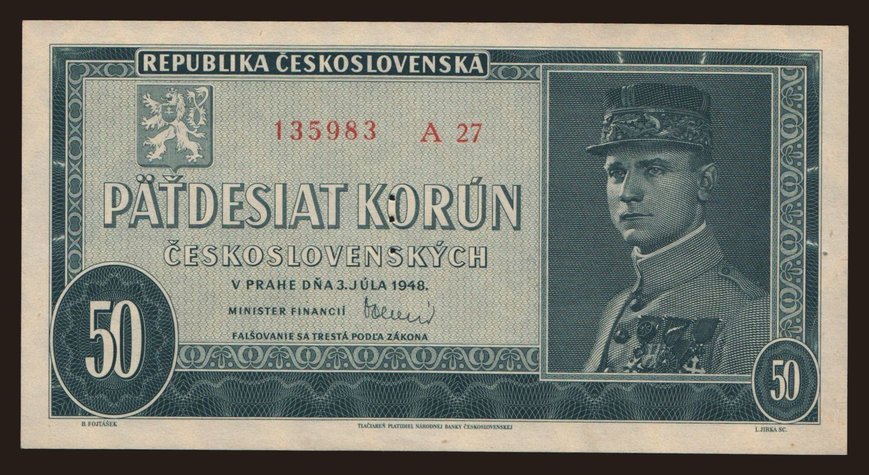 REPUBLIKA ČESKOSLOVENSKÁ
135983 A 27
PÄŤDESIAT KORÚN
ČESKOSLOVENSKÝCH
V PRAHE DŇA 3. JÚLA 1948.
MINISTER FINANCIÍ
FALŠOVANIE SA TRESTÁ PODĽA ZÁKONA
50
50
B. FOJTÁŠEK
TLAČIAREŇ PLATIDIEL NÁRODNEJ BANKY ČESKOSLOVENSKEJ
L. JIRKA SC.